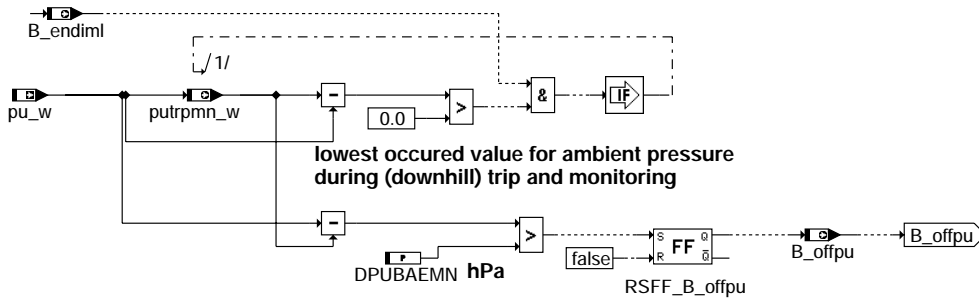 B_endiml
/1/
pu_w
putrpmn_w
-
>
&
IF
0.0
lowest occured value for ambient pressure
during (downhill) trip and monitoring
-
>
P
DPUBAEMN hPa
false
S Q
FF
R Q
RSFF_B_offpu
B_offpu
B_offpu